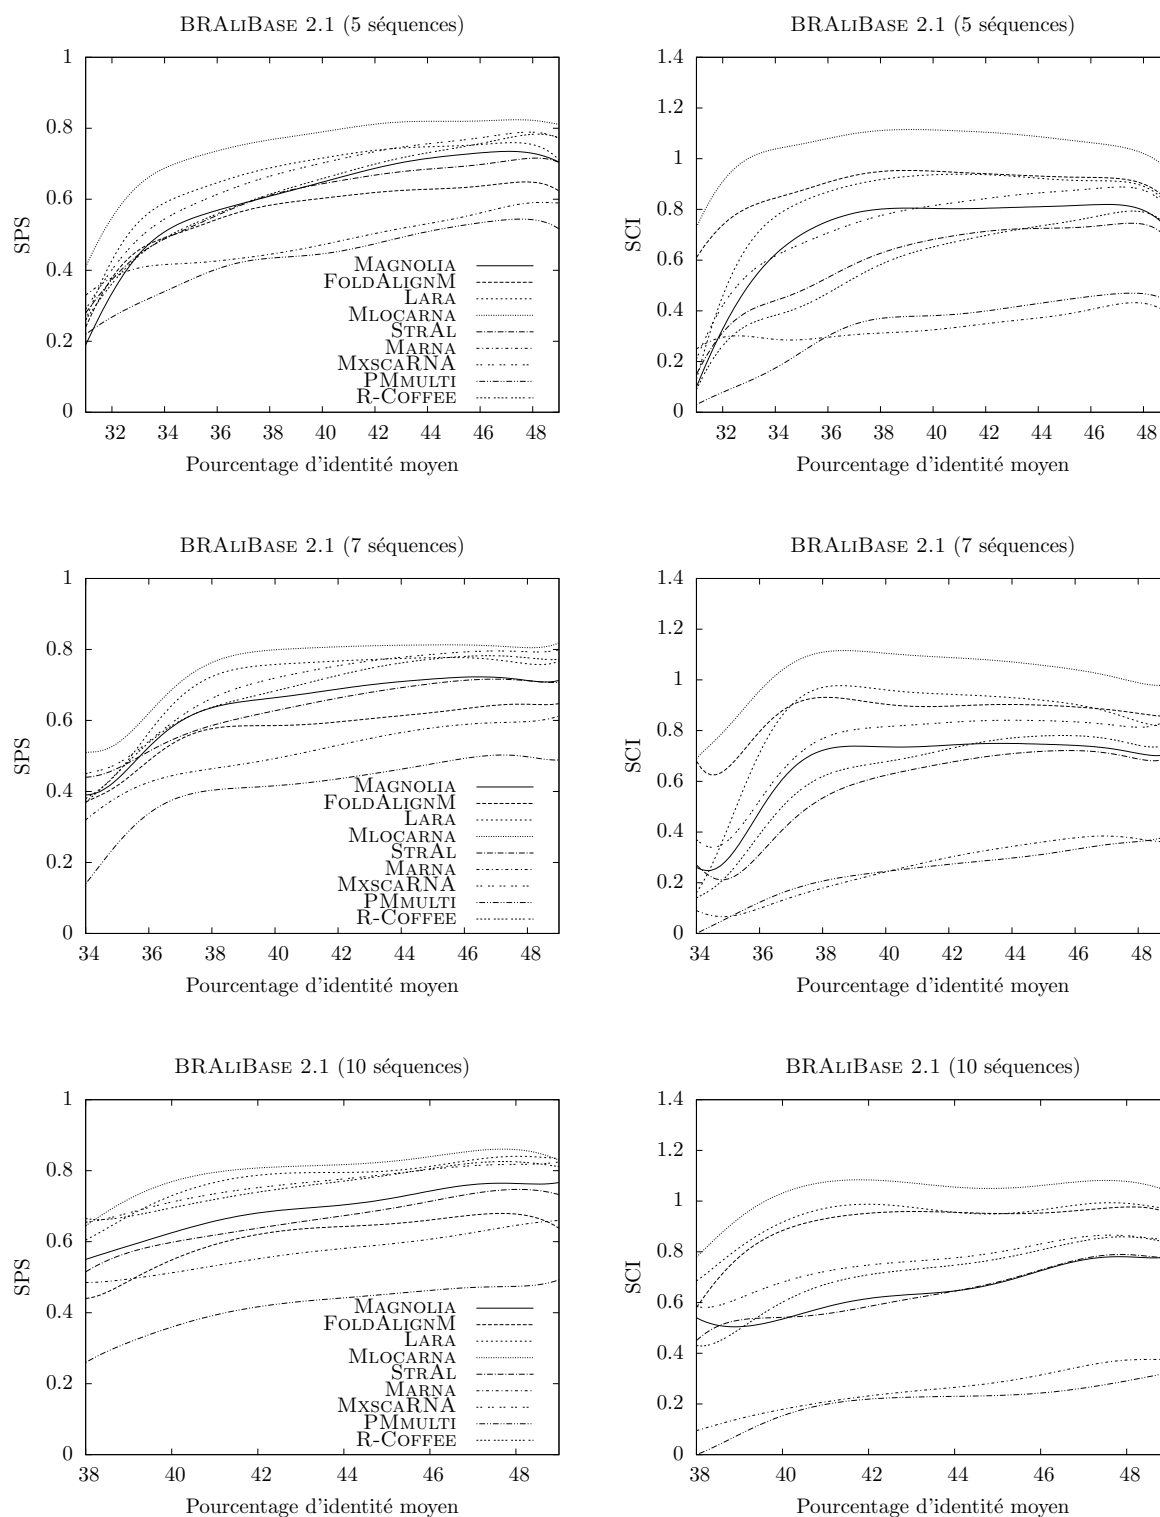 BRALIBASE 2.1 (5 séquences)
1
0.8
0.6
0.4
0.2
0
SPS
MAGNOLIA
FOLDALIGNM
LARA
MLOCARNA
STRAL
MARNA
MXSCARNA
PMMULTI
R-COFFEE
32 34 36 38 40 42 44 46 48
Pourcentage d'identité moyen
BRALIBASE 2.1 (5 séquences)
1.4
1.2
1
0.8
0.6
0.4
0.2
0
SCI
32 34 36 38 40 42 44 46 48
Pourcentage d'identité moyen
BRALIBASE 2.1 (7 séquences)
1
0.8
0.6
0.4
0.2
0
SPS
MAGNOLIA
FOLDALIGNM
LARA
MLOCARNA
STRAL
MARNA
MXSCARNA
PMMULTI
R-COFFEE
34 36 38 40 42 44 46 48
Pourcentage d'identité moyen
BRALIBASE 2.1 (7 séquences)
1.4
1.2
1
0.8
0.6
0.4
0.2
0
SCI
34 36 38 40 42 44 46 48
Pourcentage d'identité moyen
BRALIBASE 2.1 (10 séquences)
1
0.8
0.6
0.4
0.2
0
SPS
MAGNOLIA
FOLDALIGNM
LARA
MLOCARNA
STRAL
MARNA
MXSCARNA
PMMULTI
R-COFFEE
38 40 42 44 46 48
Pourcentage d'identité moyen
BRALIBASE 2.1 (10 séquences)
1.4
1.2
1
0.8
0.6
0.4
0.2
0
SCI
38 40 42 44 46 48
Pourcentage d'identité moyen